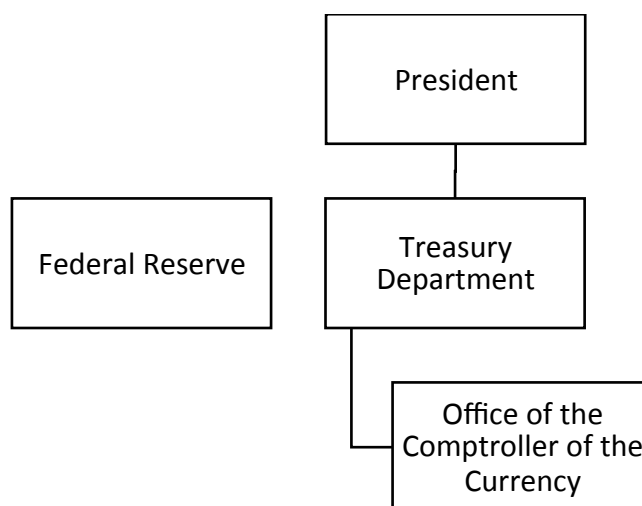 President
Federal Reserve
Treasury
Department
Office of the
Comptroller of the
Currency